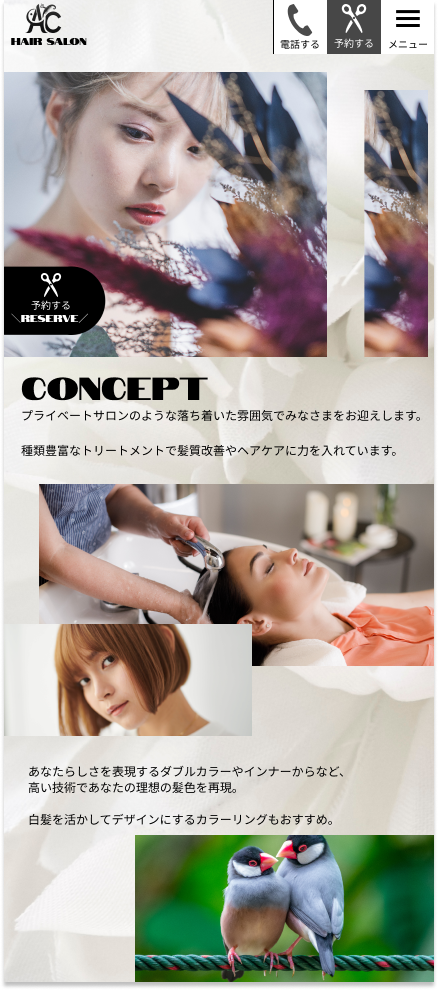 HAIR SALON
電話する
予約する
メニュー
予約する
RESERVE
CONCEPT
プライベートサロンのような落ち着いた雰囲気でみなさまをお迎えします。
種類豊富なトリートメントで髪質改善やヘアケアに力を入れています。
あなたらしさを表現するダブルカラーやインナーからなど、
高い技術であなたの理想の髪色を再現。
白髪を活かしてデザインにするカラーリングもおすすめ。